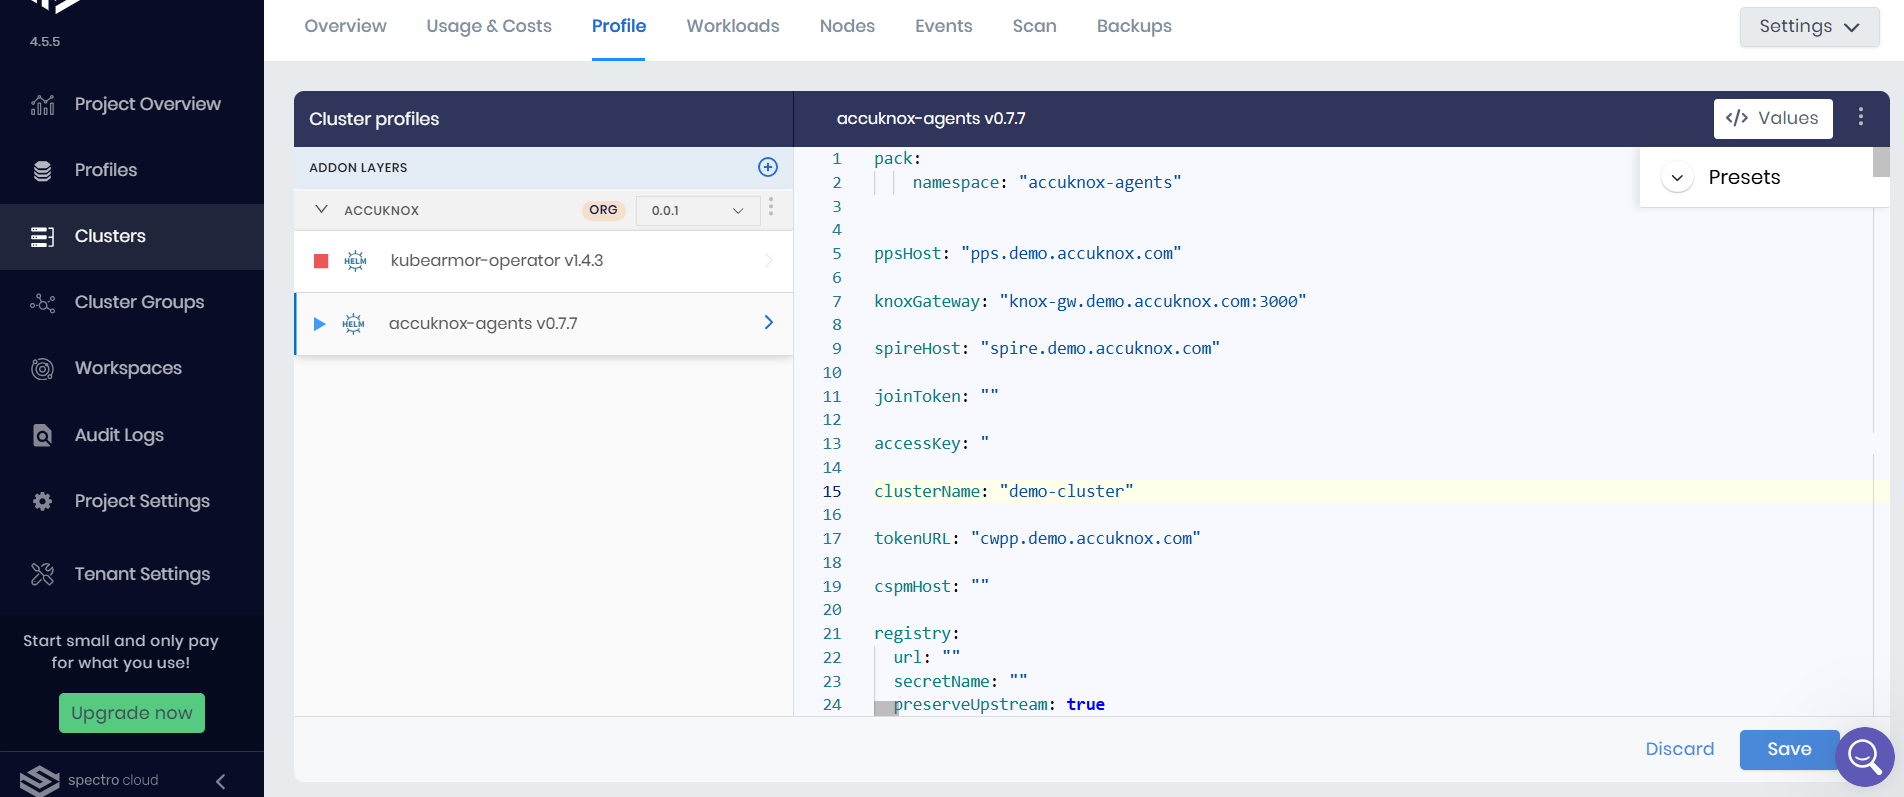 4.5.5
Project Overview
Profiles
Clusters
Cluster Groups
Workspaces
Audit Logs
Project Settings
Tenant Settings
Start small and only pay
for what you use!
Upgrade now
spectro cloud
Overview Usage & Costs Profile Workloads Nodes Events Scan Backups
Settings
Cluster profiles
ADDON LAYERS
ACCUKNOX ORG 0.0.1
HELM kubearmor-operator v1.4.3
HELM accuknox-agents v0.7.7
accuknox-agents v0.7.7
</> Values
Presets
1 pack:
2 namespace: "accuknox-agents"
3
4
5 ppsHost: "pps.demo.accuknox.com"
6
7 knoxGateway: "knox-gw.demo.accuknox.com:3000"
8
9 spireHost: "spire.demo.accuknox.com"
10
11 joinToken: ""
12
13 accessKey: "
14
15 clusterName: "demo-cluster"
16
17 tokenURL: "cwpp.demo.accuknox.com"
18
19 cspmHost: ""
20
21 registry:
22 url: ""
23 secretName: ""
24 preserveUpstream: true
Discard Save